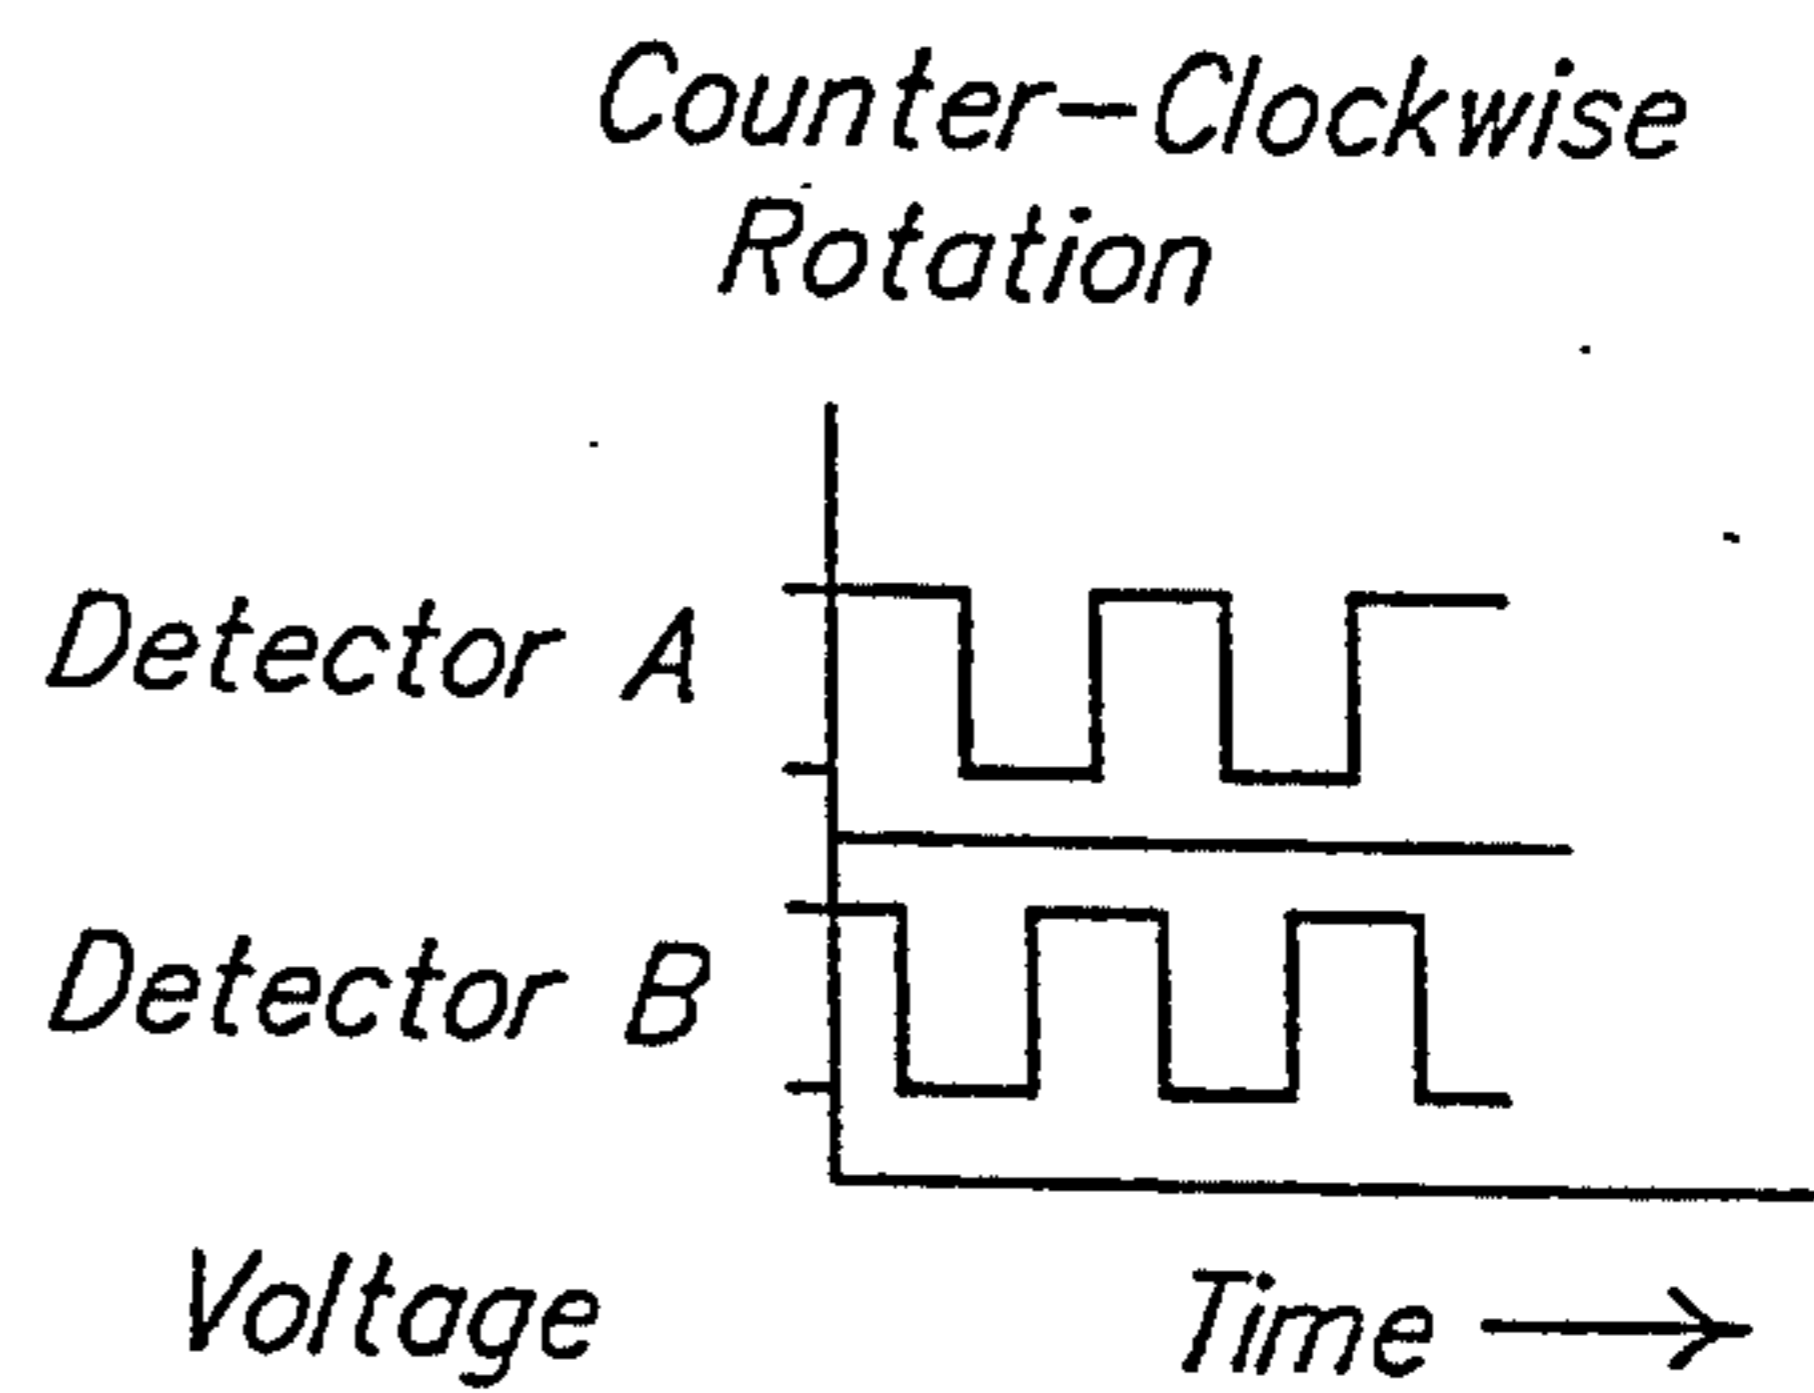 Counter-Clockwise
Rotation
Detector A
Detector B
Voltage
Time